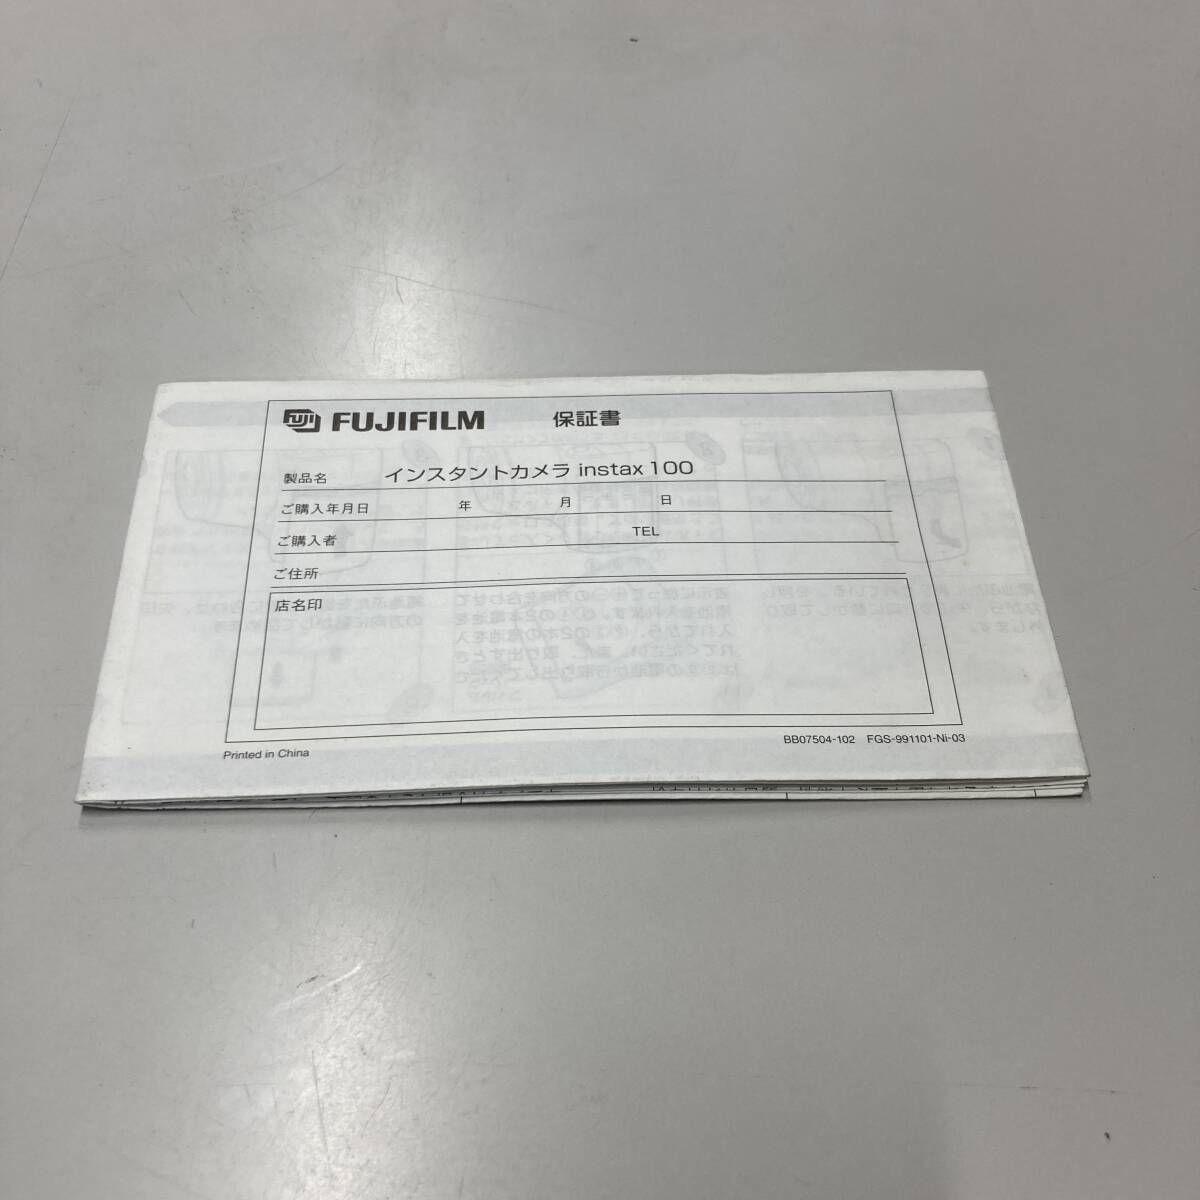 FUJI FUJIFILM 保証書
製品名 インスタントカメラ instax 100
ご購入年月日 年 月 日
ご購入者 TEL
ご住所
店名印
Printed in China BB07504-102 FGS-991101-Ni-03